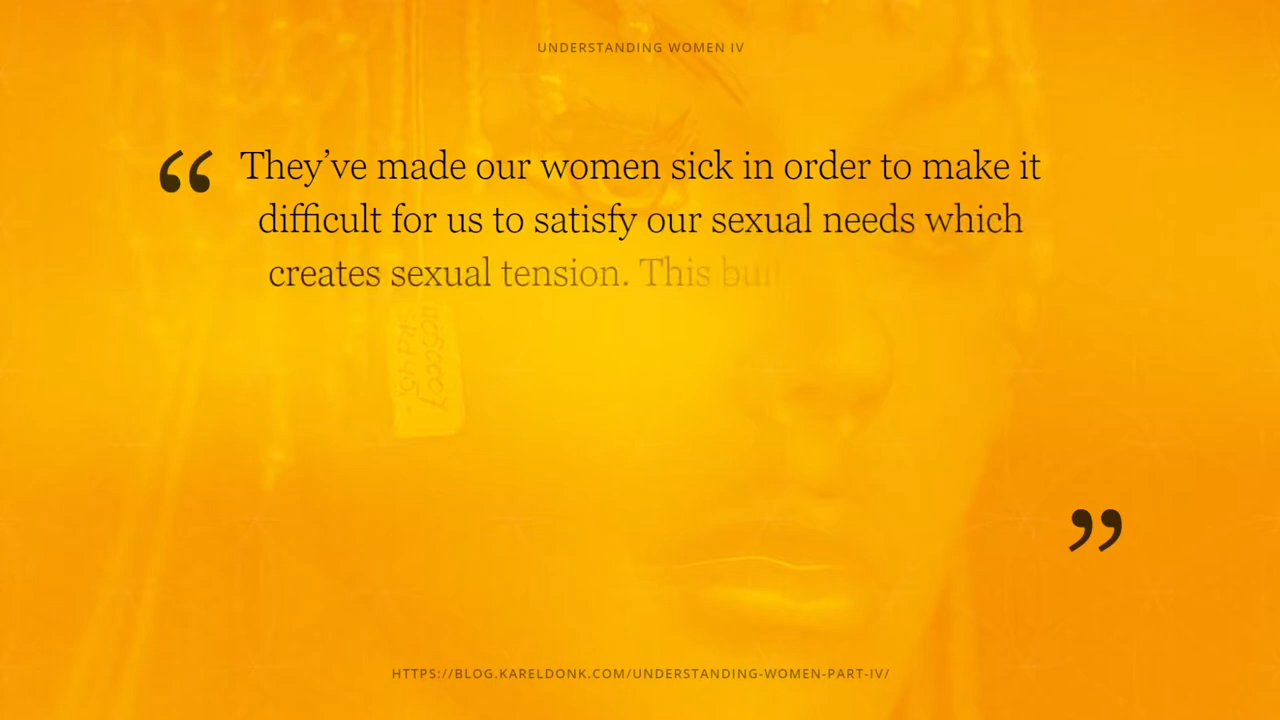 UNDERSTANDING WOMEN IV
“ They’ve made our women sick in order to make it
difficult for us to satisfy our sexual needs which
creates sexual tension. This
”
HTTPS://BLOG.KARELDONK.COM/UNDERSTANDING-WOMEN-PART-IV/